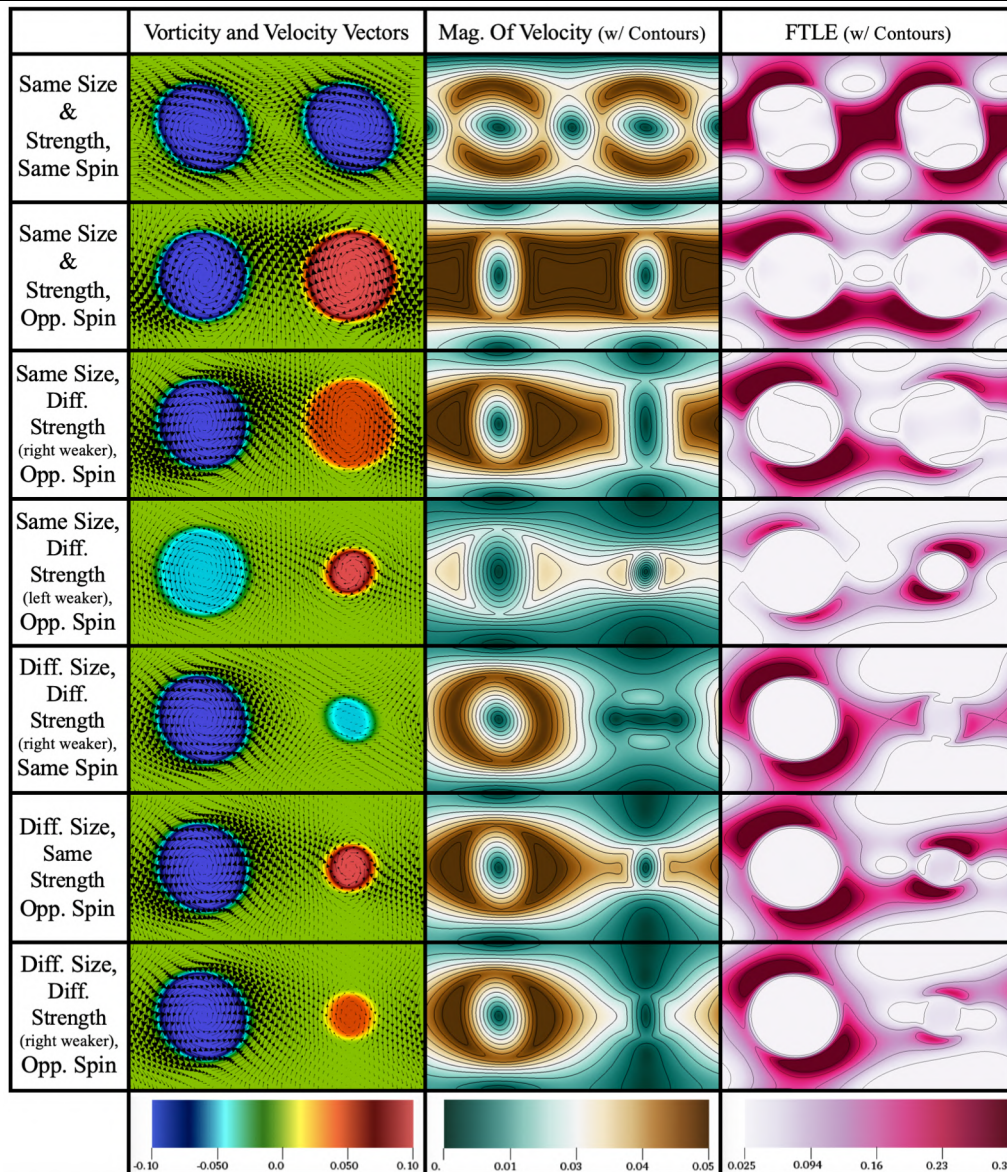 Vorticity and Velocity Vectors
Mag. Of Velocity (w/ Contours)
FTLE (w/ Contours)
Same Size
&
Strength,
Same Spin
Same Size
&
Strength,
Opp. Spin
Same Size,
Diff.
Strength
(right weaker),
Opp. Spin
Same Size,
Diff.
Strength
(left weaker),
Opp. Spin
Diff. Size,
Diff.
Strength
(right weaker),
Same Spin
Diff. Size,
Same
Strength
Opp. Spin
Diff. Size,
Diff.
Strength
(right weaker),
Opp. Spin
-0.10 -0.050 0.0 0.050 0.10
0. 0.01 0.03 0.04 0.05
0.025 0.094 0.16 0.23